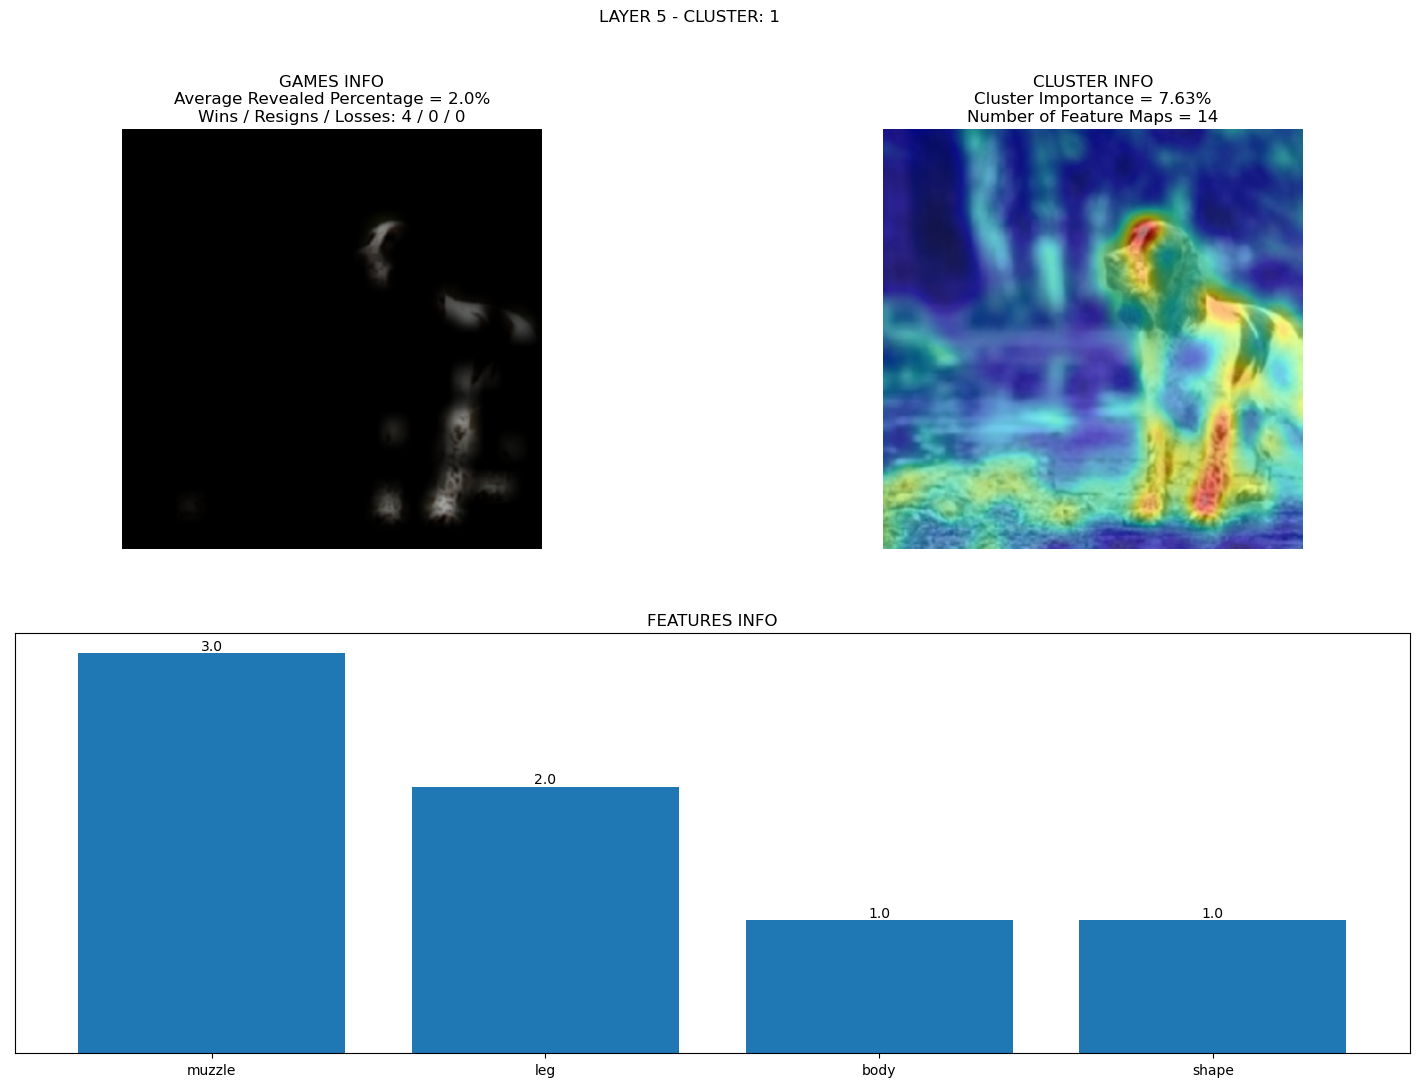 LAYER 5 - CLUSTER: 1
GAMES INFO
Average Revealed Percentage = 2.0%
Wins / Resigns / Losses: 4 / 0 / 0
CLUSTER INFO
Cluster Importance = 7.63%
Number of Feature Maps = 14
FEATURES INFO
3.0
2.0
1.0
1.0
muzzle
leg
body
shape